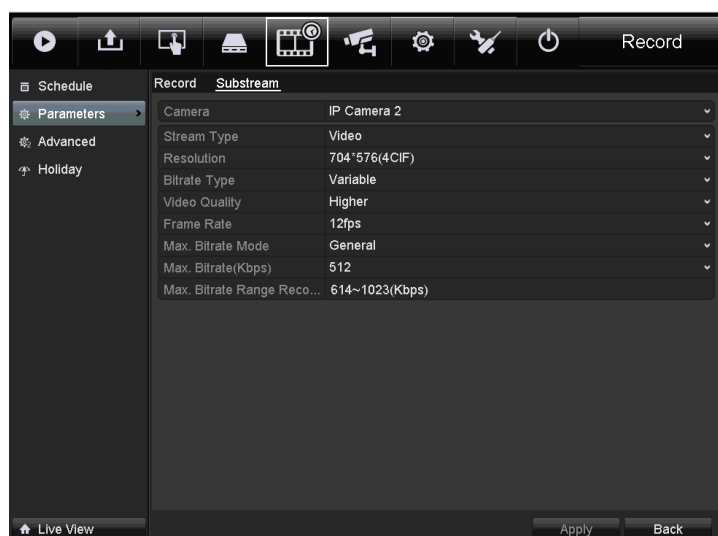 Record
Schedule
Parameters
Advanced
Holiday
Record Substream
Camera IP Camera 2
Stream Type Video
Resolution 704*576(4CIF)
Bitrate Type Variable
Video Quality Higher
Frame Rate 12fps
Max. Bitrate Mode General
Max. Bitrate(Kbps) 512
Max. Bitrate Range Reco... 614~1023(Kbps)
Live View
Apply Back